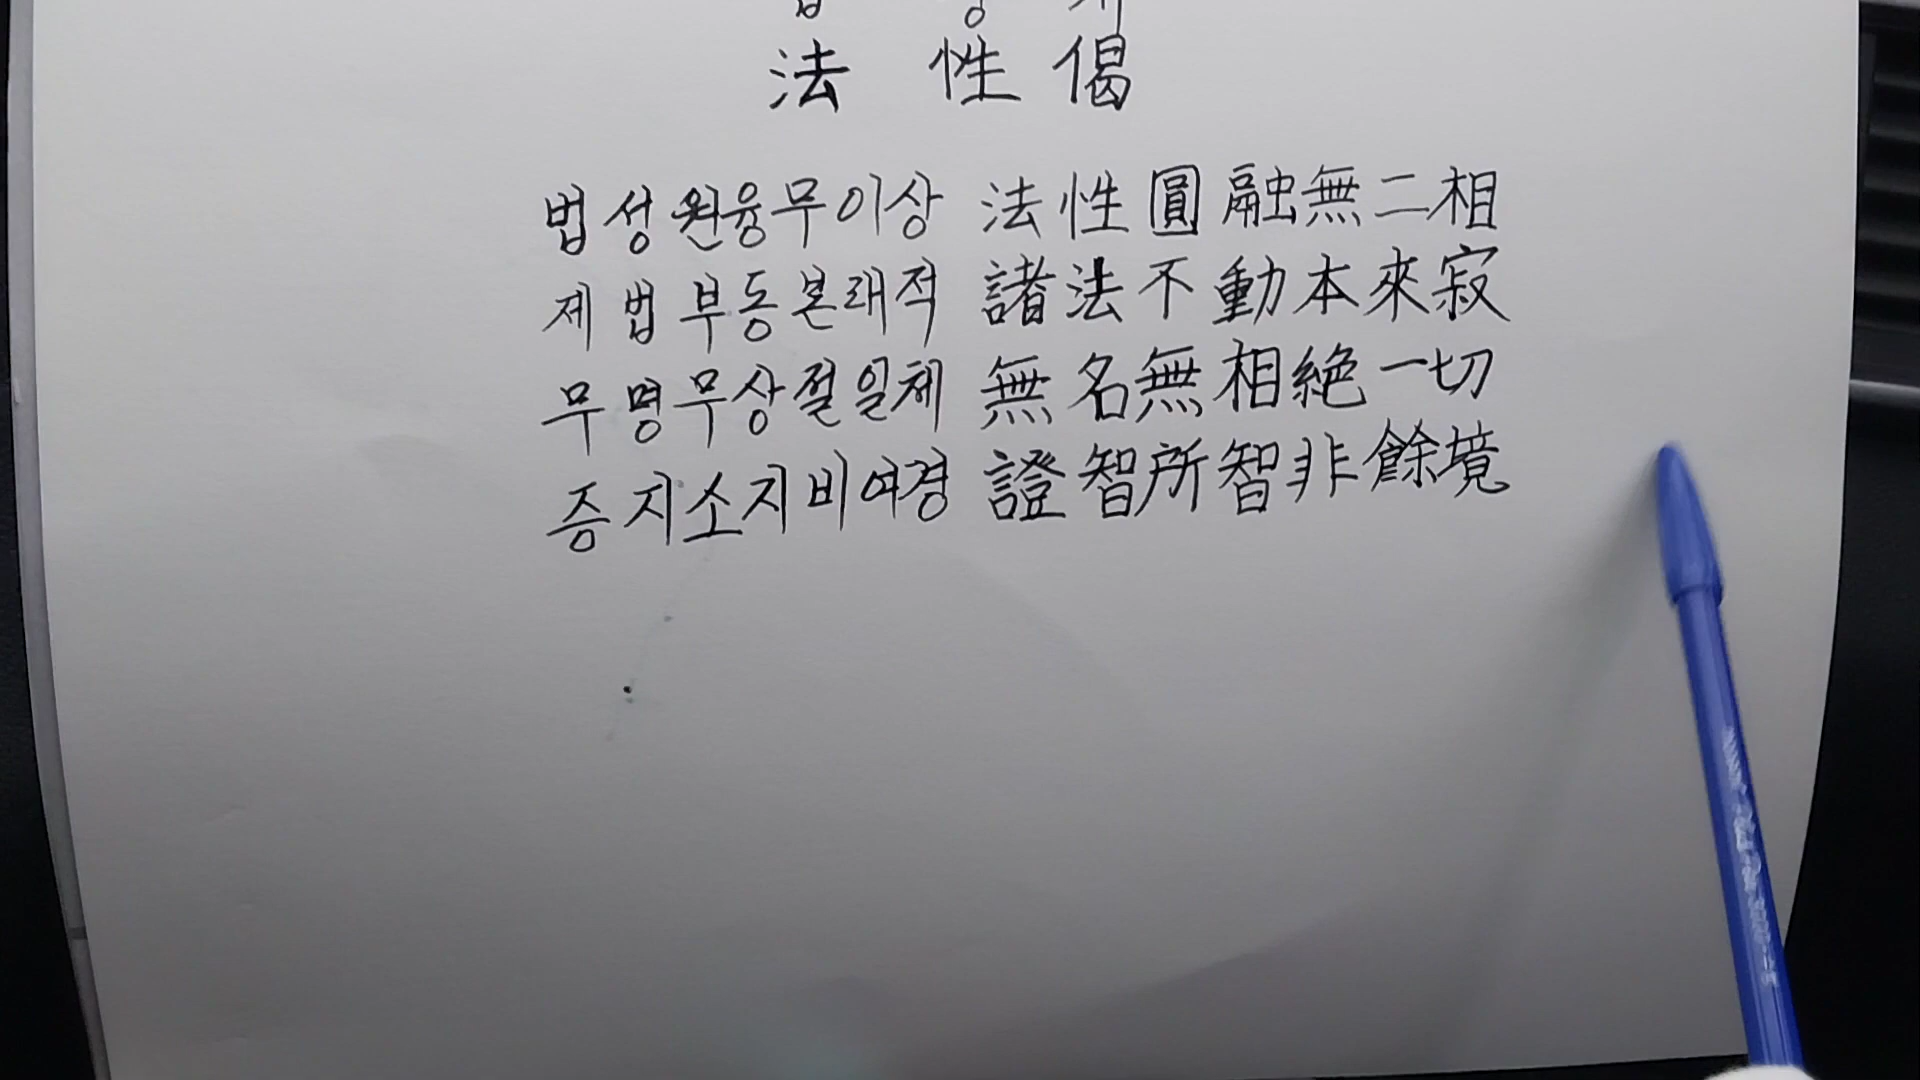 法性偈
법성원융무이상 法性圓融無二相
제법부동본래적 諸法不動本來寂
무명무상절일체 無名無相絶一切
증지소지비여경 證智所智非餘境